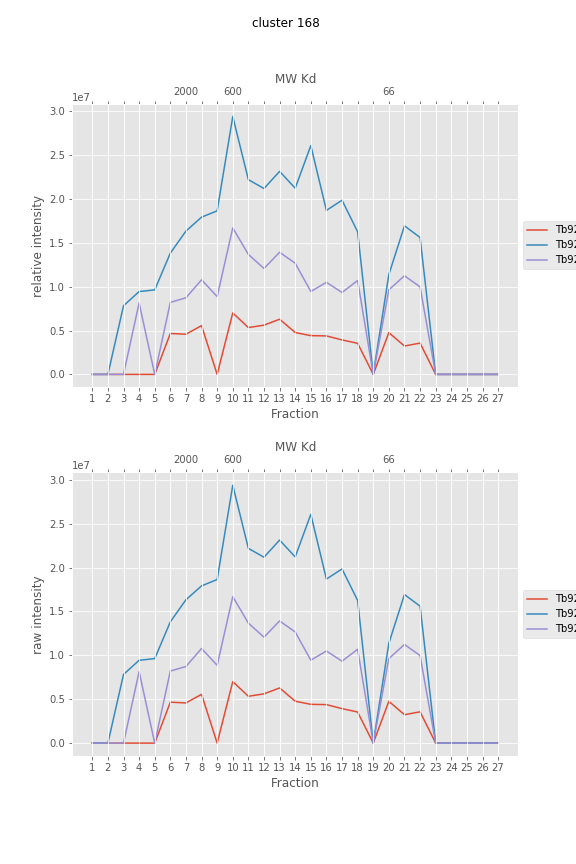 cluster 168
MW Kd
2000 600 66
1e7
3.0
2.5
2.0
1.5
1.0
0.5
0.0
relative intensity
Tb92
Tb92
Tb92
1 2 3 4 5 6 7 8 9 10 11 12 13 14 15 16 17 18 19 20 21 22 23 24 25 26 27
Fraction
MW Kd
2000 600 66
1e7
3.0
2.5
2.0
1.5
1.0
0.5
0.0
raw intensity
Tb92
Tb92
Tb92
1 2 3 4 5 6 7 8 9 10 11 12 13 14 15 16 17 18 19 20 21 22 23 24 25 26 27
Fraction